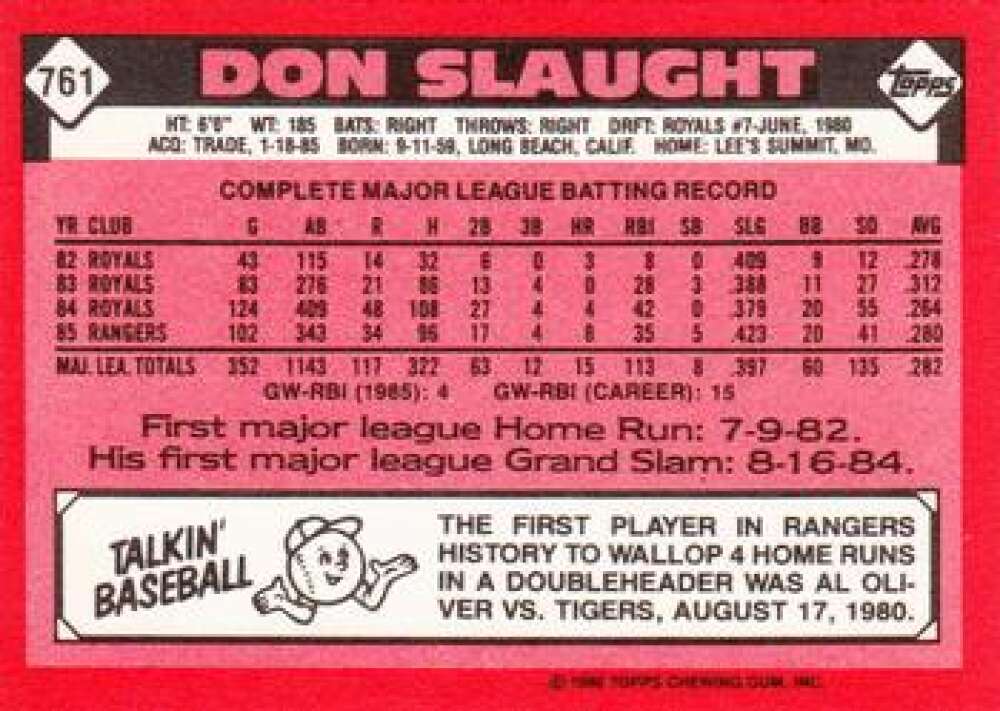 761 DON SLAUGHT TOPPS
HT: 6'0" WT: 185 BATS: RIGHT THROWS: RIGHT DRFT: ROYALS #7-JUNE, 1980
ACQ: TRADE, 1-18-85 BORN: 9-11-59, LONG BEACH, CALIF. HOME: LEE'S SUMMIT, MO.
COMPLETE MAJOR LEAGUE BATTING RECORD
YR CLUB G AB R H 2B 3B HR RBI SB SLG BB SO AVG
82 ROYALS 43 115 14 32 6 0 3 8 0 .409 9 12 .278
83 ROYALS 83 276 21 86 13 4 0 28 3 .388 11 27 .312
84 ROYALS 124 409 48 108 27 4 4 42 0 .379 20 55 .264
85 RANGERS 102 343 34 96 17 4 8 35 5 .423 20 41 .280
MAJ. LEA. TOTALS 352 1143 117 322 63 12 15 113 8 .397 60 135 .282
GW-RBI (1985): 4 GW-RBI (CAREER): 15
First major league Home Run: 7-9-82.
His first major league Grand Slam: 8-16-84.
TALKIN'
BASEBALL
THE FIRST PLAYER IN RANGERS
HISTORY TO WALLOP 4 HOME RUNS
IN A DOUBLEHEADER WAS AL OLI-
VER VS. TIGERS, AUGUST 17, 1980.
© 1986 TOPPS CHEWING GUM, INC.